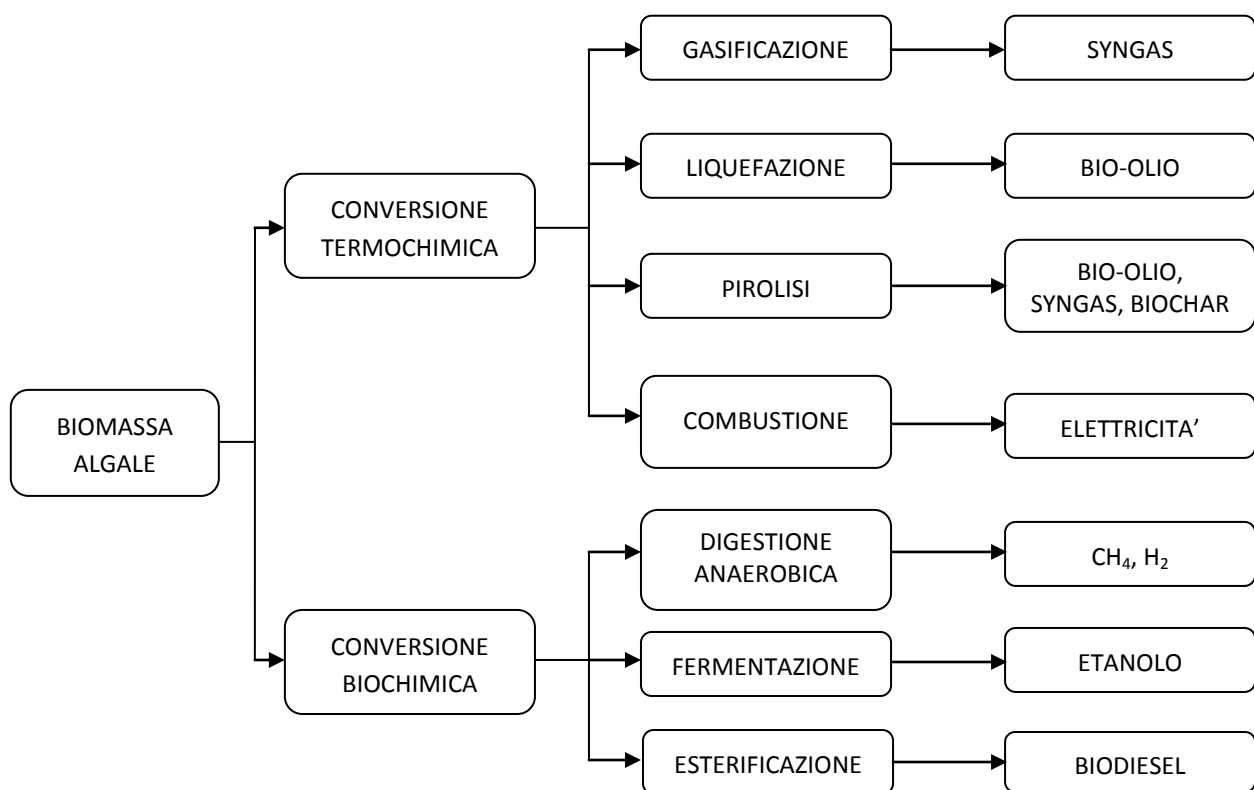 GASIFICAZIONE
SYNGAS
LIQUEFAZIONE
BIO-OLIO
CONVERSIONE
TERMOCHIMICA
PIROLISI
BIO-OLIO,
SYNGAS, BIOCHAR
COMBUSTIONE
ELETTRICITA’
BIOMASSA
ALGALE
DIGESTIONE
ANAEROBICA
CH₄, H₂
CONVERSIONE
BIOCHIMICA
FERMENTAZIONE
ETANOLO
ESTERIFICAZIONE
BIODIESEL